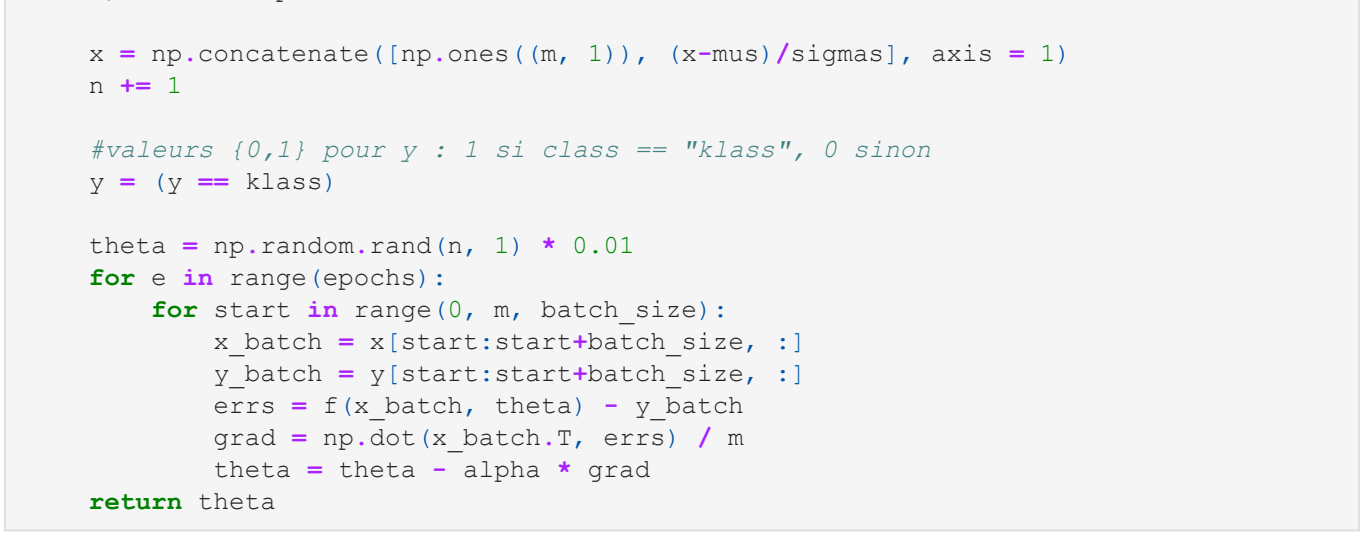 x = np.concatenate([np.ones((m, 1)), (x-mus)/sigmas], axis = 1)
n += 1
#valeurs {0,1} pour y : 1 si class == "klass", 0 sinon
y = (y == klass)
theta = np.random.rand(n, 1) * 0.01
for e in range(epochs):
for start in range(0, m, batch_size):
x_batch = x[start:start+batch_size, :]
y_batch = y[start:start+batch_size, :]
errs = f(x_batch, theta) - y_batch
grad = np.dot(x_batch.T, errs) / m
theta = theta - alpha * grad
return theta